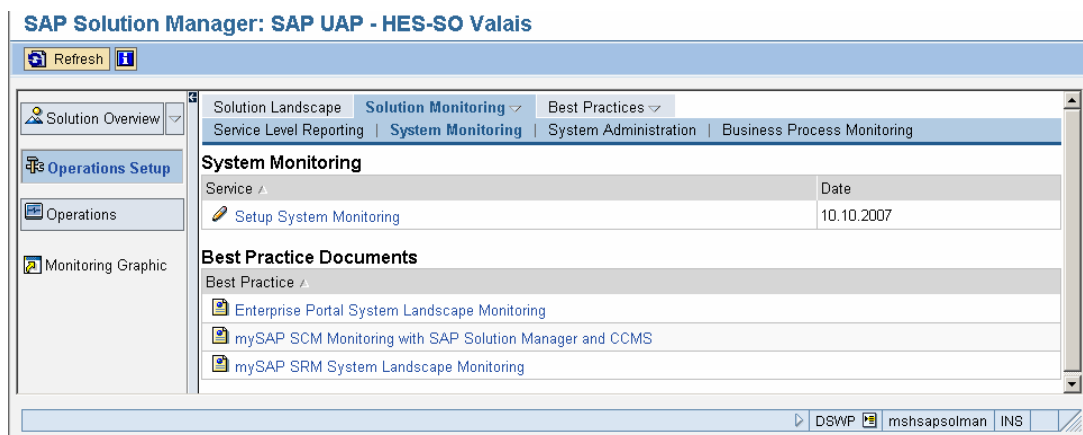 SAP Solution Manager: SAP UAP - HES-SO Valais
Refresh
Solution Overview
Operations Setup
Operations
Monitoring Graphic
Solution Landscape Solution Monitoring Best Practices
Service Level Reporting | System Monitoring | System Administration | Business Process Monitoring
System Monitoring
Service Date
Setup System Monitoring 10.10.2007
Best Practice Documents
Best Practice
Enterprise Portal System Landscape Monitoring
mySAP SCM Monitoring with SAP Solution Manager and CCMS
mySAP SRM System Landscape Monitoring
DSWP mshsapsolman INS